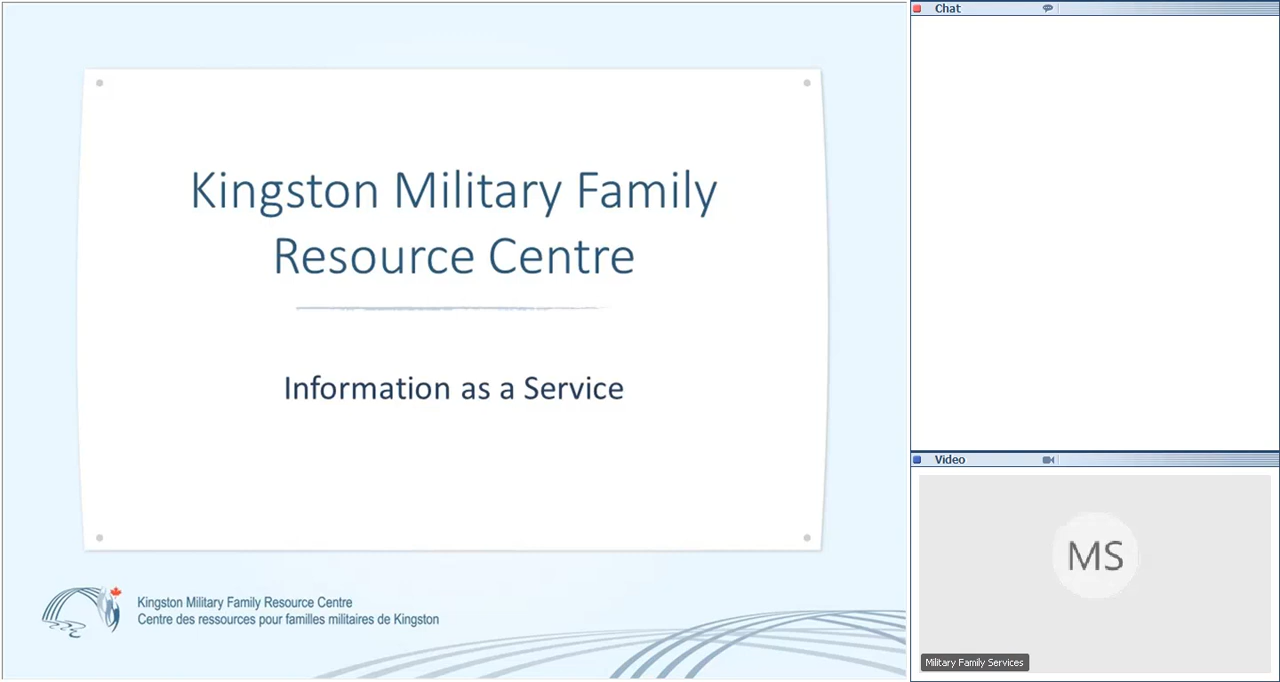 Kingston Military Family
Resource Centre
Information as a Service
Kingston Military Family Resource Centre
Centre des ressources pour familles militaires de Kingston
Chat
Video
MS
Military Family Services